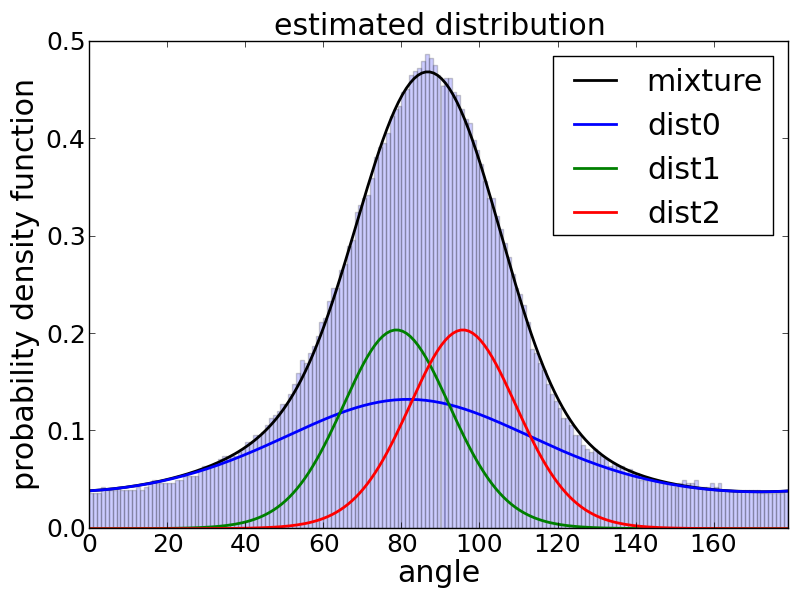 estimated distribution
probability density function
0.5
0.4
0.3
0.2
0.1
0.0
mixture
dist0
dist1
dist2
0 20 40 60 80 100 120 140 160
angle